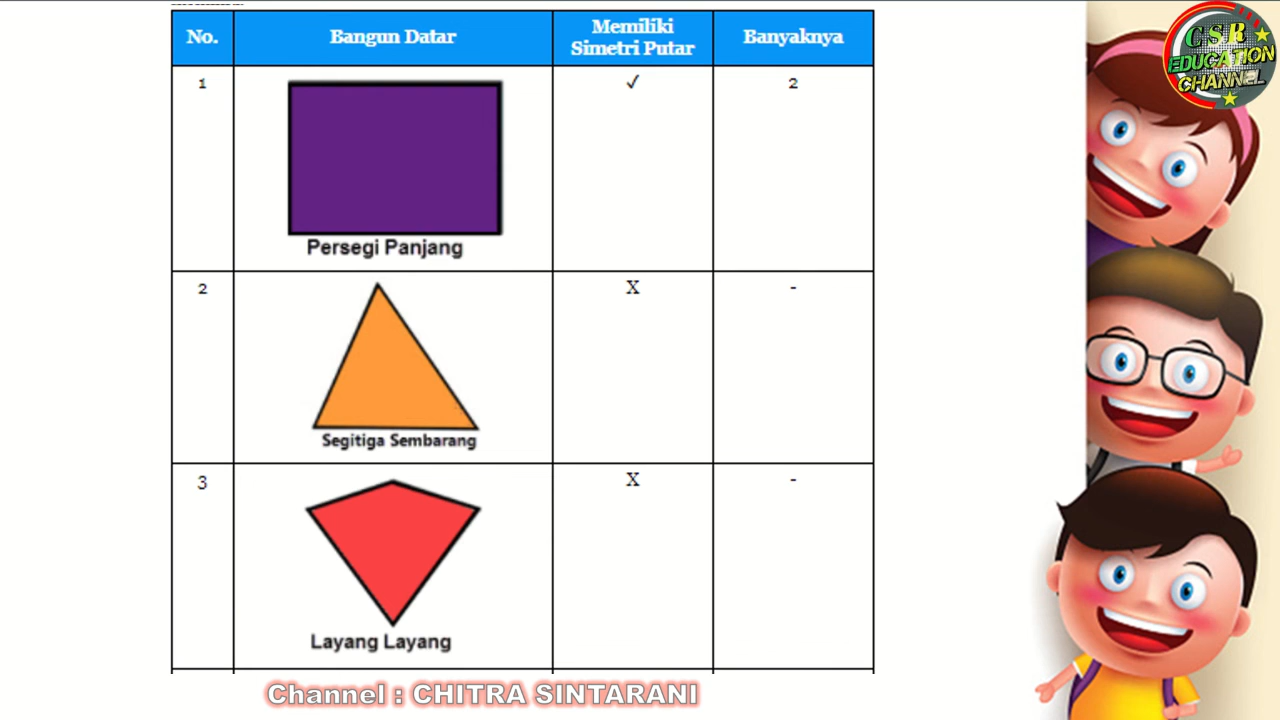 No. Bangun Datar Memiliki Simetri Putar Banyaknya
1 ✓ 2
Persegi Panjang
2 X -
Segitiga Sembarang
3 X -
Layang Layang
Channel : CHITRA SINTARANI
CSR
EDUCATION
CHANNEL